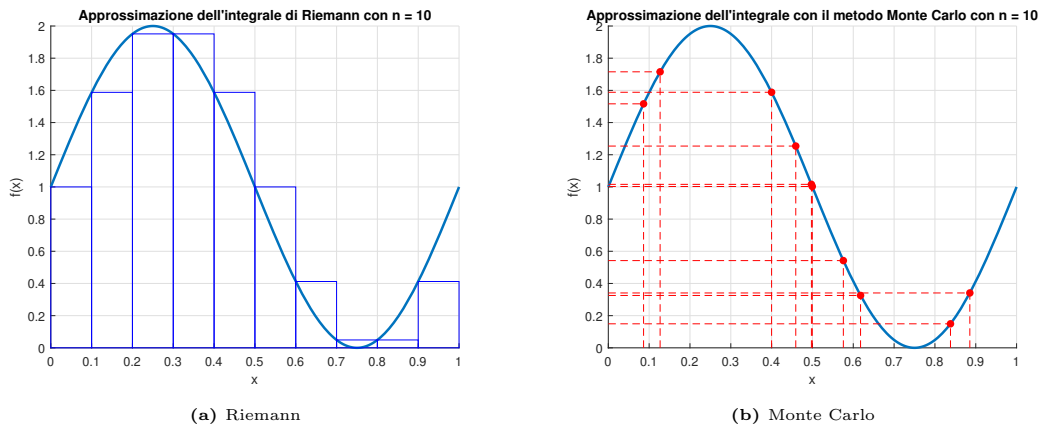 Approssimazione dell'integrale di Riemann con n = 10
2
1.8
1.6
1.4
1.2
1
0.8
0.6
0.4
0.2
0
f(x)
0 0.1 0.2 0.3 0.4 0.5 0.6 0.7 0.8 0.9 1
x
(a) Riemann
Approssimazione dell'integrale con il metodo Monte Carlo con n = 10
2
1.8
1.6
1.4
1.2
1
0.8
0.6
0.4
0.2
0
f(x)
0 0.1 0.2 0.3 0.4 0.5 0.6 0.7 0.8 0.9 1
x
(b) Monte Carlo